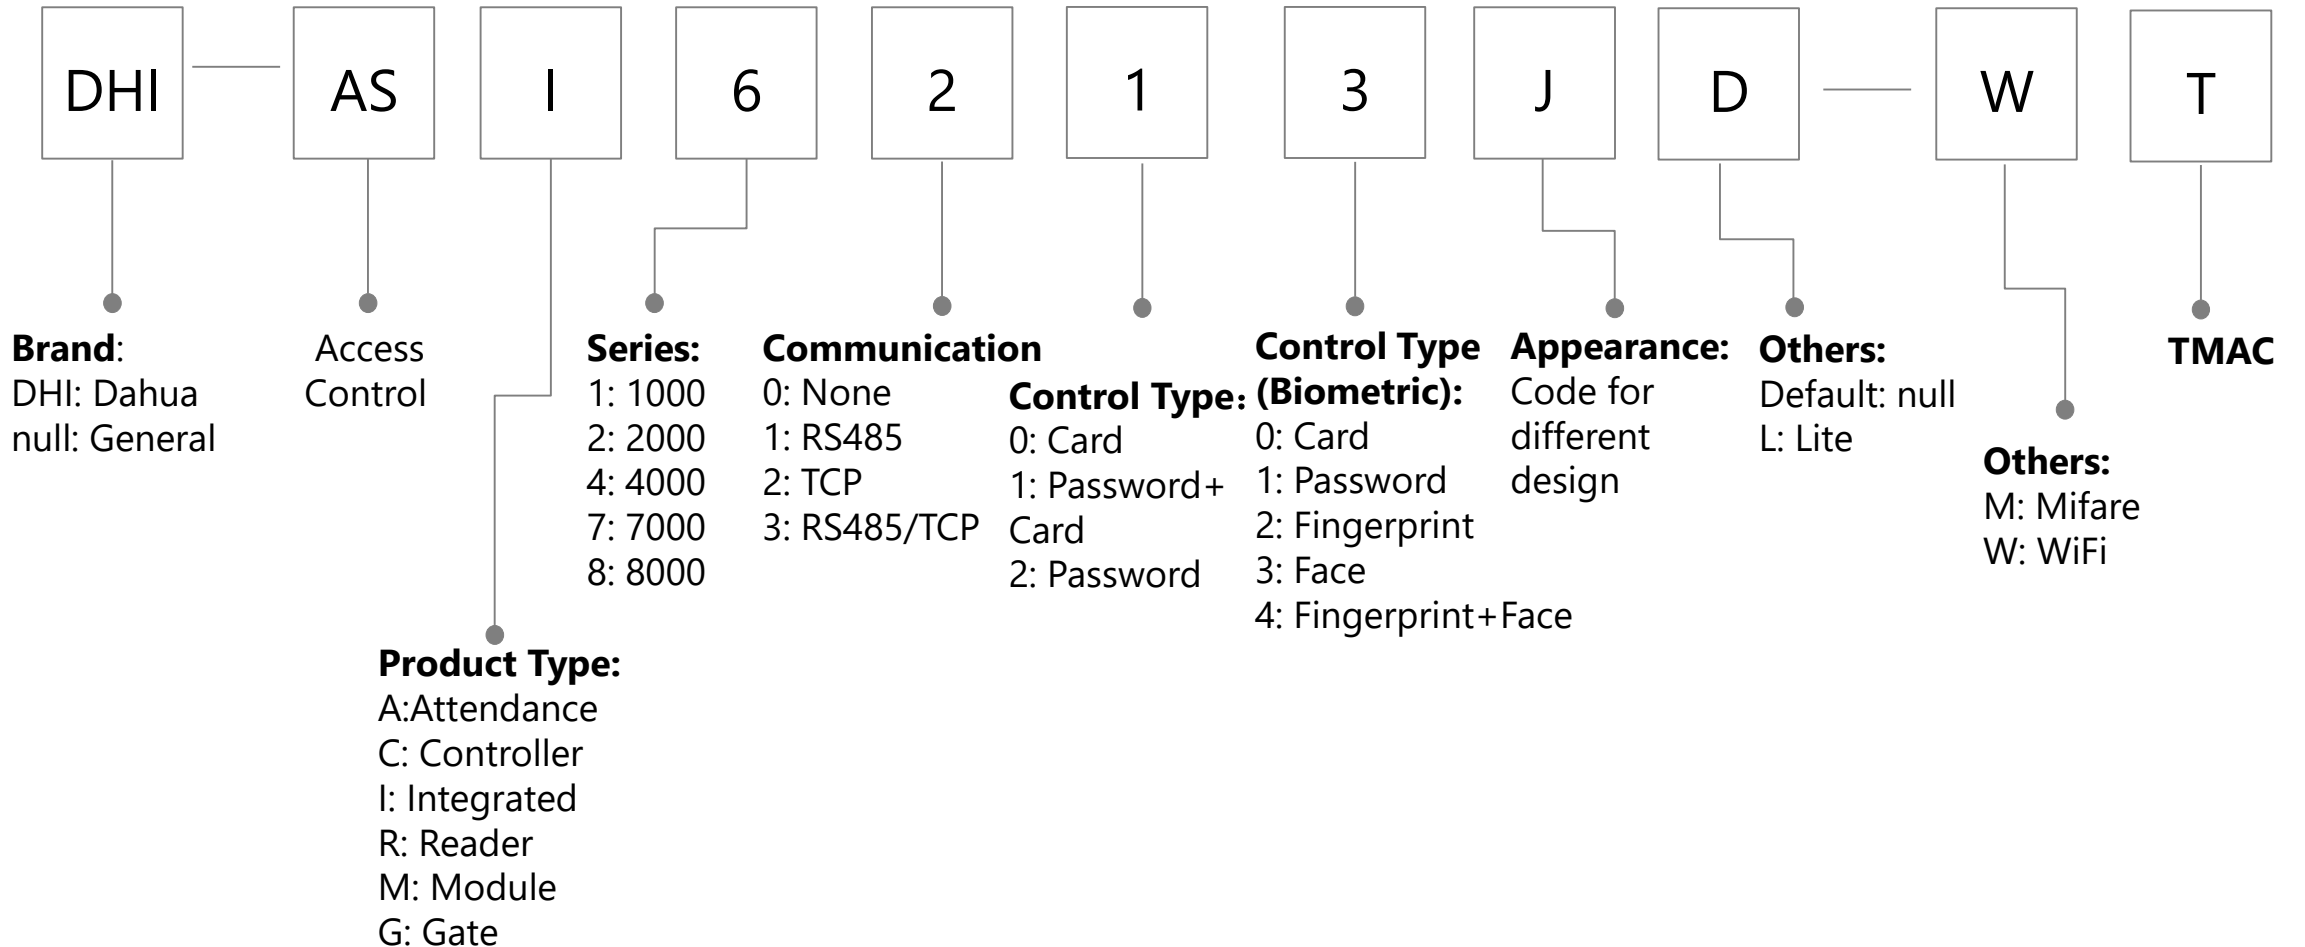 DHI AS I 6 2 1 3 J D W T
Brand:
DHI: Dahua
null: General
Access
Control
Product Type:
A:Attendance
C: Controller
I: Integrated
R: Reader
M: Module
G: Gate
Series:
1: 1000
2: 2000
4: 4000
7: 7000
8: 8000
Communication
0: None
1: RS485
2: TCP
3: RS485/TCP
Control Type：
0: Card
1: Password+
Card
2: Password
Control Type
(Biometric):
0: Card
1: Password
2: Fingerprint
3: Face
4: Fingerprint+Face
Appearance:
Code for
different
design
Others:
Default: null
L: Lite
Others:
M: Mifare
W: WiFi
TMAC